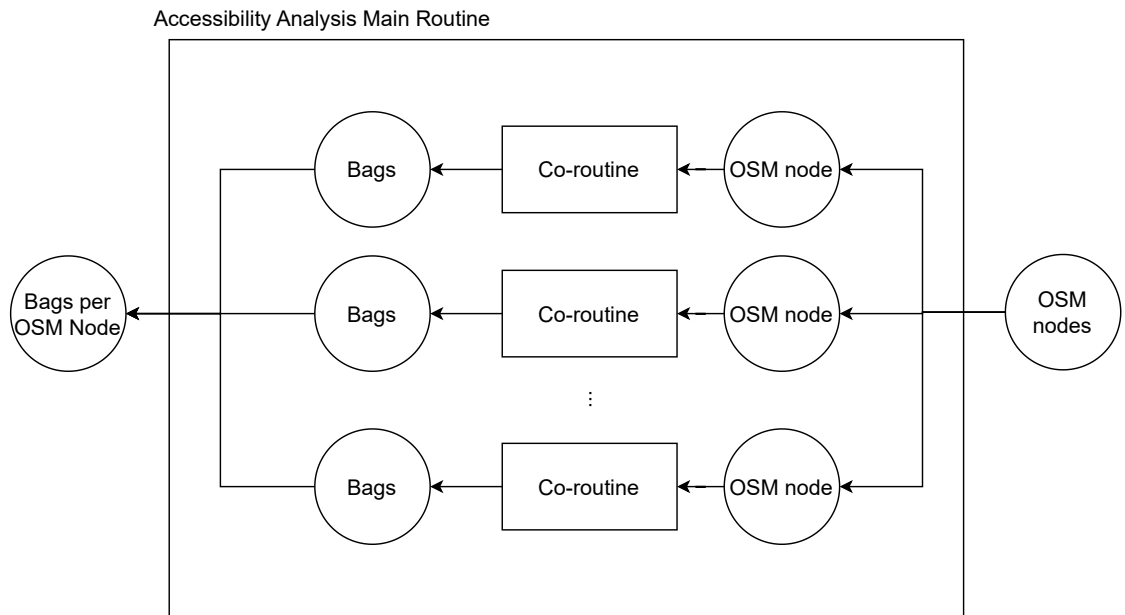 Accessibility Analysis Main Routine
Bags
Co-routine
OSM node
Bags per
OSM Node
Bags
Co-routine
OSM node
OSM
nodes
...
Bags
Co-routine
OSM node